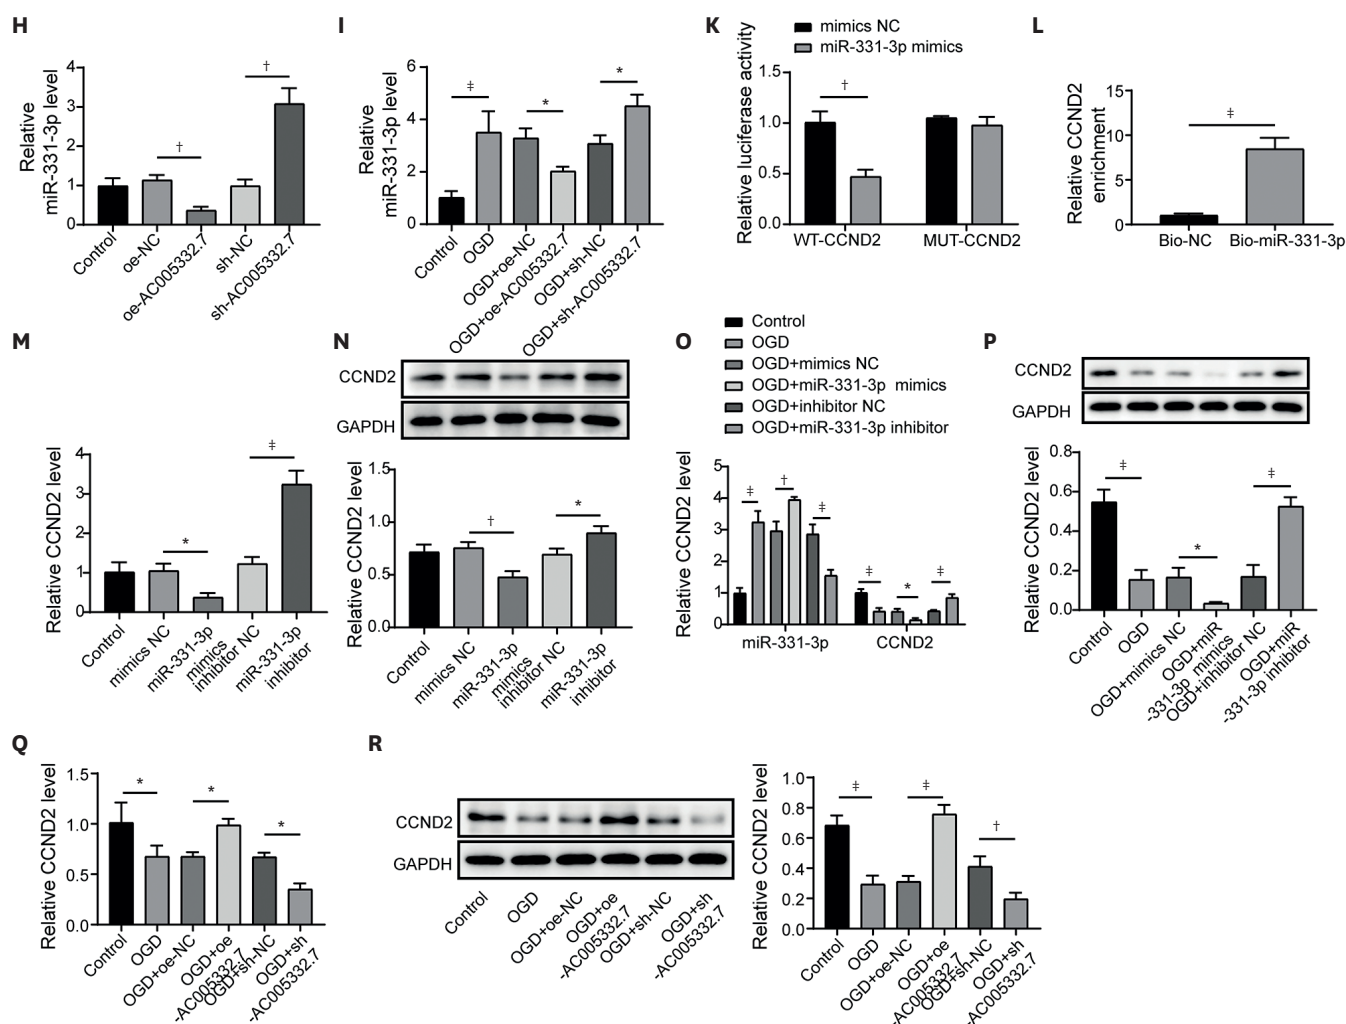 H
Relative
miR-331-3p level
4
3
2
1
0
†
†
Control
oe-NC
oe-AC005332.7
sh-NC
sh-AC005332.7
I
Relative
miR-331-3p level
6
4
2
0
‡
*
*
Control
OGD
OGD+oe-NC
OGD+oe-AC005332.7
OGD+sh-NC
OGD+sh-AC005332.7
K
mimics NC
miR-331-3p mimics
Relative luciferase activity
1.5
1.0
0.5
0.0
†
WT-CCND2
MUT-CCND2
L
Relative CCND2
enrichment
15
10
5
0
‡
Bio-NC
Bio-miR-331-3p
M
Relative CCND2 level
4
3
2
1
0
*
‡
Control
mimics NC
miR-331-3p
mimics
inhibitor NC
miR-331-3p
inhibitor
N
CCND2
GAPDH
Relative CCND2 level
1.5
1.0
0.5
0.0
†
*
Control
mimics NC
miR-331-3p
mimics
inhibitor NC
miR-331-3p
inhibitor
O
Control
OGD
OGD+mimics NC
OGD+miR-331-3p mimics
OGD+inhibitor NC
OGD+miR-331-3p inhibitor
Relative CCND2 level
5
4
3
2
1
0
‡
†
‡
‡
*
‡
miR-331-3p
CCND2
P
CCND2
GAPDH
Relative CCND2 level
0.8
0.6
0.4
0.2
0.0
‡
*
‡
Control
OGD
OGD+mimics NC
OGD+miR
-331-3p mimics
OGD+inhibitor NC
OGD+miR
-331-3p inhibitor
Q
Relative CCND2 level
1.5
1.0
0.5
0.0
*
*
*
Control
OGD
OGD+oe-NC
OGD+oe
-AC005332.7
OGD+sh-NC
OGD+sh
-AC005332.7
R
CCND2
GAPDH
Control
OGD
OGD+oe-NC
OGD+oe
-AC005332.7
OGD+sh-NC
OGD+sh
-AC005332.7
Relative CCND2 level
1.0
0.8
0.6
0.4
0.2
0.0
‡
‡
†
Control
OGD
OGD+oe-NC
OGD+oe
-AC005332.7
OGD+sh-NC
OGD+sh
-AC005332.7